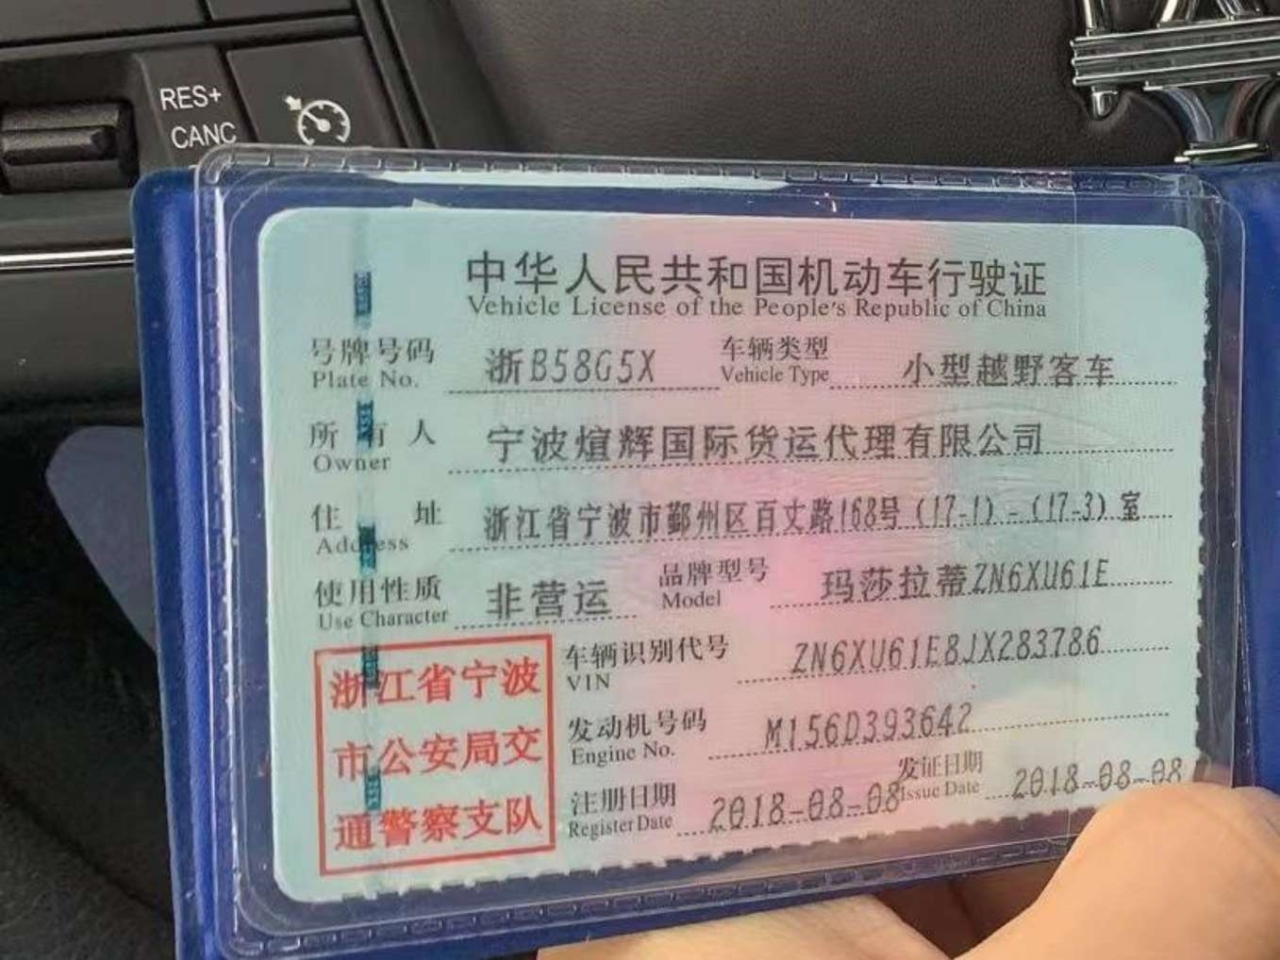 RES+
CANC
中华人民共和国机动车行驶证
Vehicle License of the People's Republic of China
号牌号码 浙B58G5X 车辆类型 小型越野客车
Plate No. Vehicle Type
所有人 宁波煊辉国际货运代理有限公司
Owner
住址 浙江省宁波市鄞州区百丈路168号（17-1）-（17-3）室
Address
使用性质 非营运 品牌型号 玛莎拉蒂ZN6XU61E
Use Character Model
车辆识别代号 ZN6XU61E8JX283786
VIN
发动机号码 M156D393642
Engine No.
注册日期 2018-08-08 发证日期 2018-08-08
Register Date Issue Date
浙江省宁波
市公安局交
通警察支队